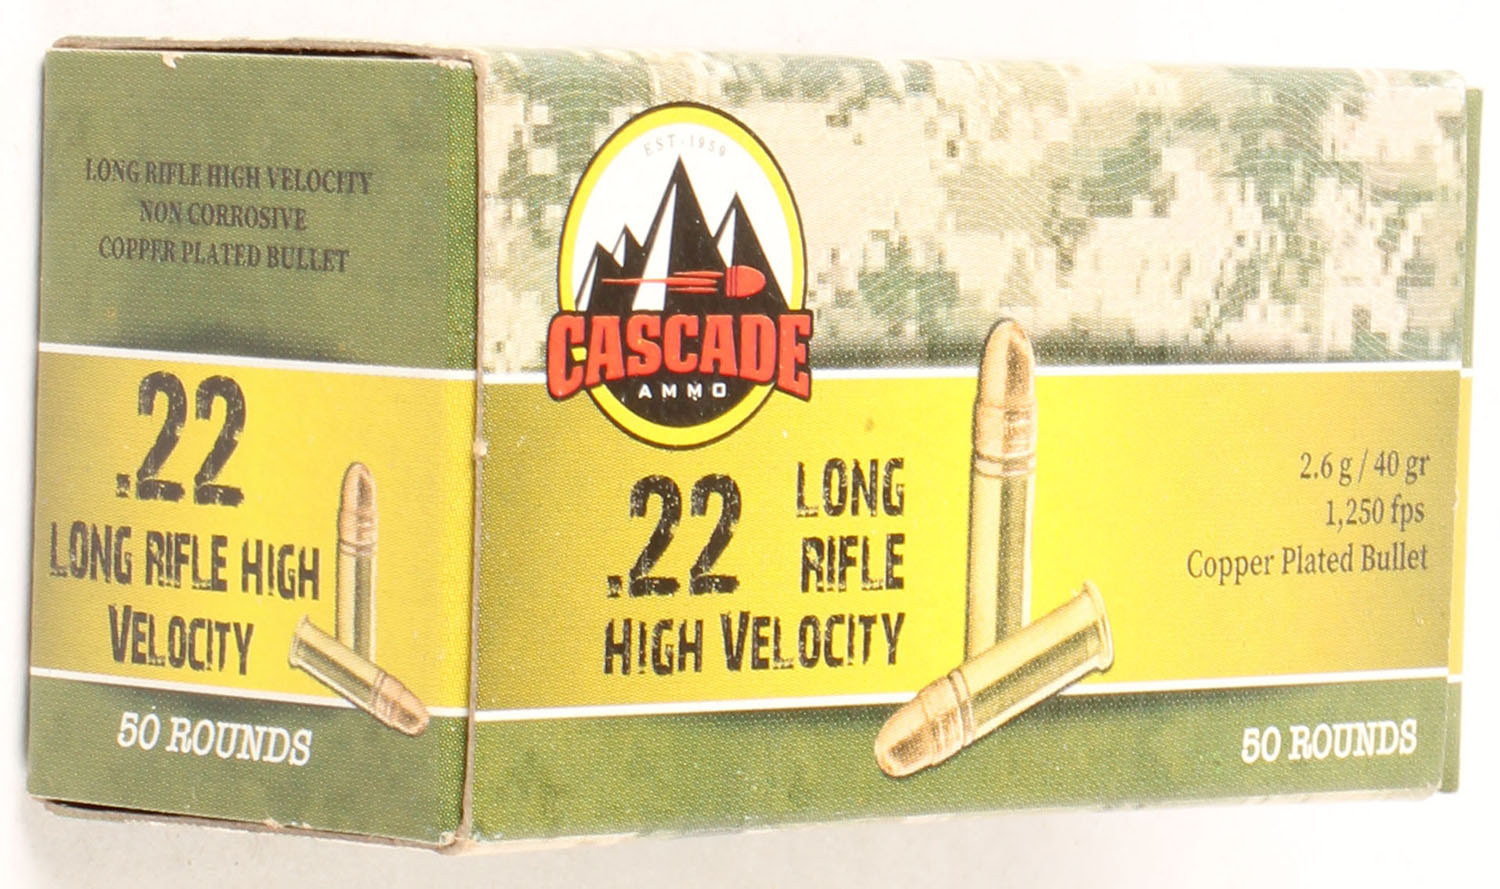 LONG RIFLE HIGH VELOCITY
NON CORROSIVE
COPPER PLATED BULLET
.22
LONG RIFLE HIGH
VELOCITY
50 ROUNDS
EST-1959
CASCADE
AMMO
.22 LONG
RIFLE
HIGH VELOCITY
2.6 g / 40 gr
1,250 fps
Copper Plated Bullet
50 ROUNDS